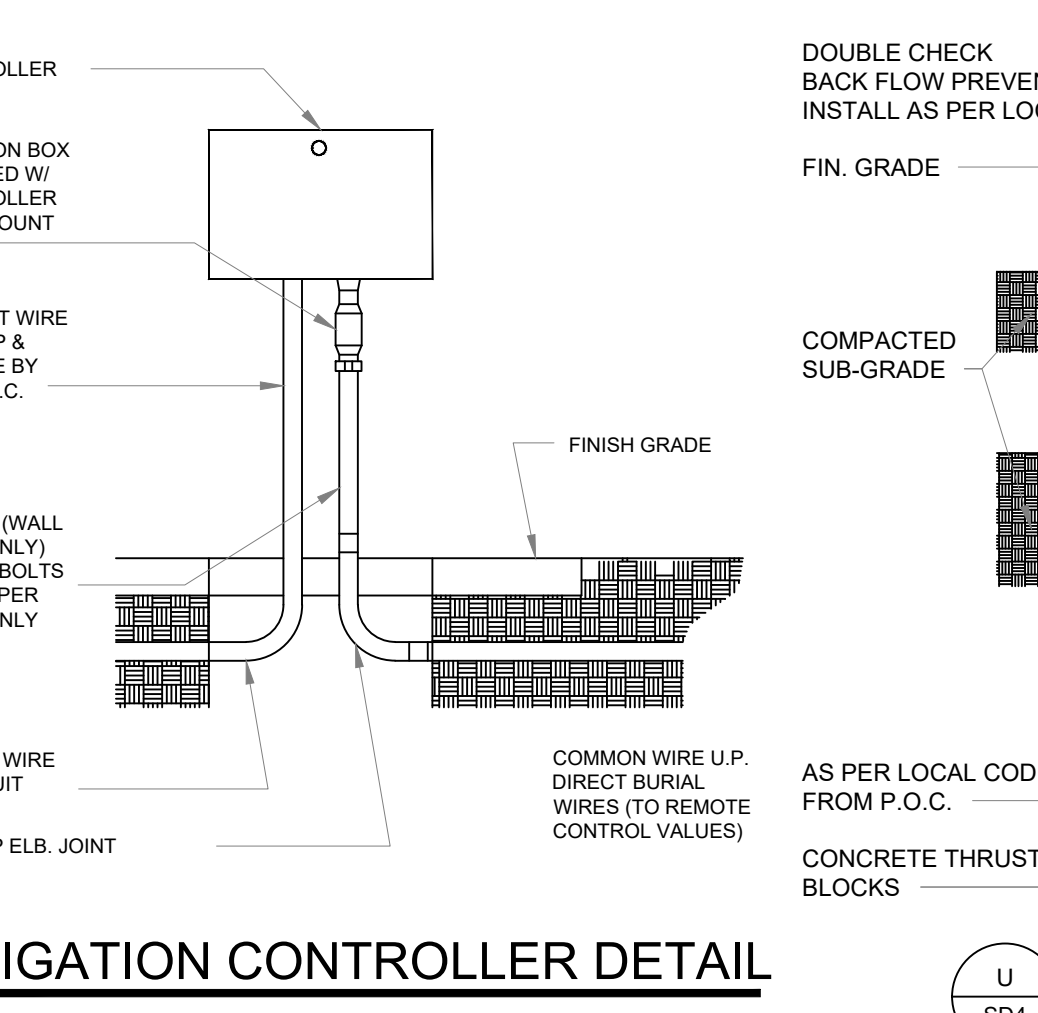 OLLER
ON BOX
ED W/
OLLER
OUNT
T WIRE
P &
E BY
.C.
(WALL
NLY)
BOLTS
PER
NLY
FINISH GRADE
WIRE
UIT
P ELB. JOINT
COMMON WIRE U.P.
DIRECT BURIAL
WIRES (TO REMOTE
CONTROL VALUES)
IGATION CONTROLLER DETAIL
DOUBLE CHECK
BACK FLOW PREVEN
INSTALL AS PER LOC
FIN. GRADE
COMPACTED
SUB-GRADE
AS PER LOCAL COD
FROM P.O.C.
CONCRETE THRUST
BLOCKS
U
SD4